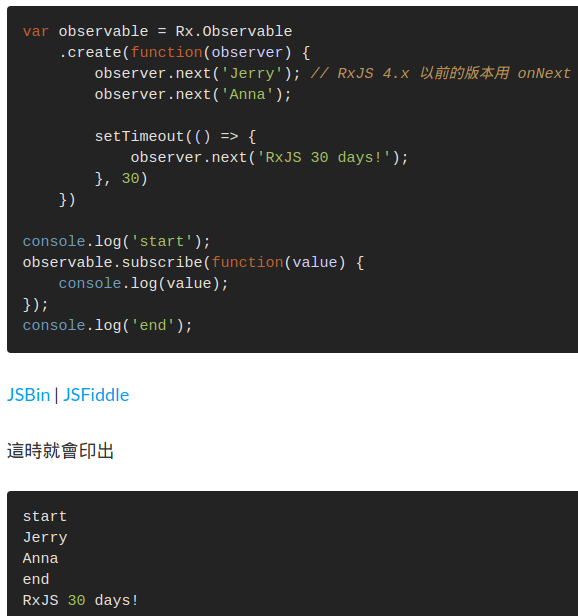 var observable = Rx.Observable
    .create(function(observer) {
        observer.next('Jerry'); // RxJS 4.x 以前的版本用 onNext
        observer.next('Anna');

        setTimeout(() => {
            observer.next('RxJS 30 days!');
        }, 30)
    })

console.log('start');
observable.subscribe(function(value) {
    console.log(value);
});
console.log('end');
JSBin | JSFiddle
這時就會印出
start
Jerry
Anna
end
RxJS 30 days!